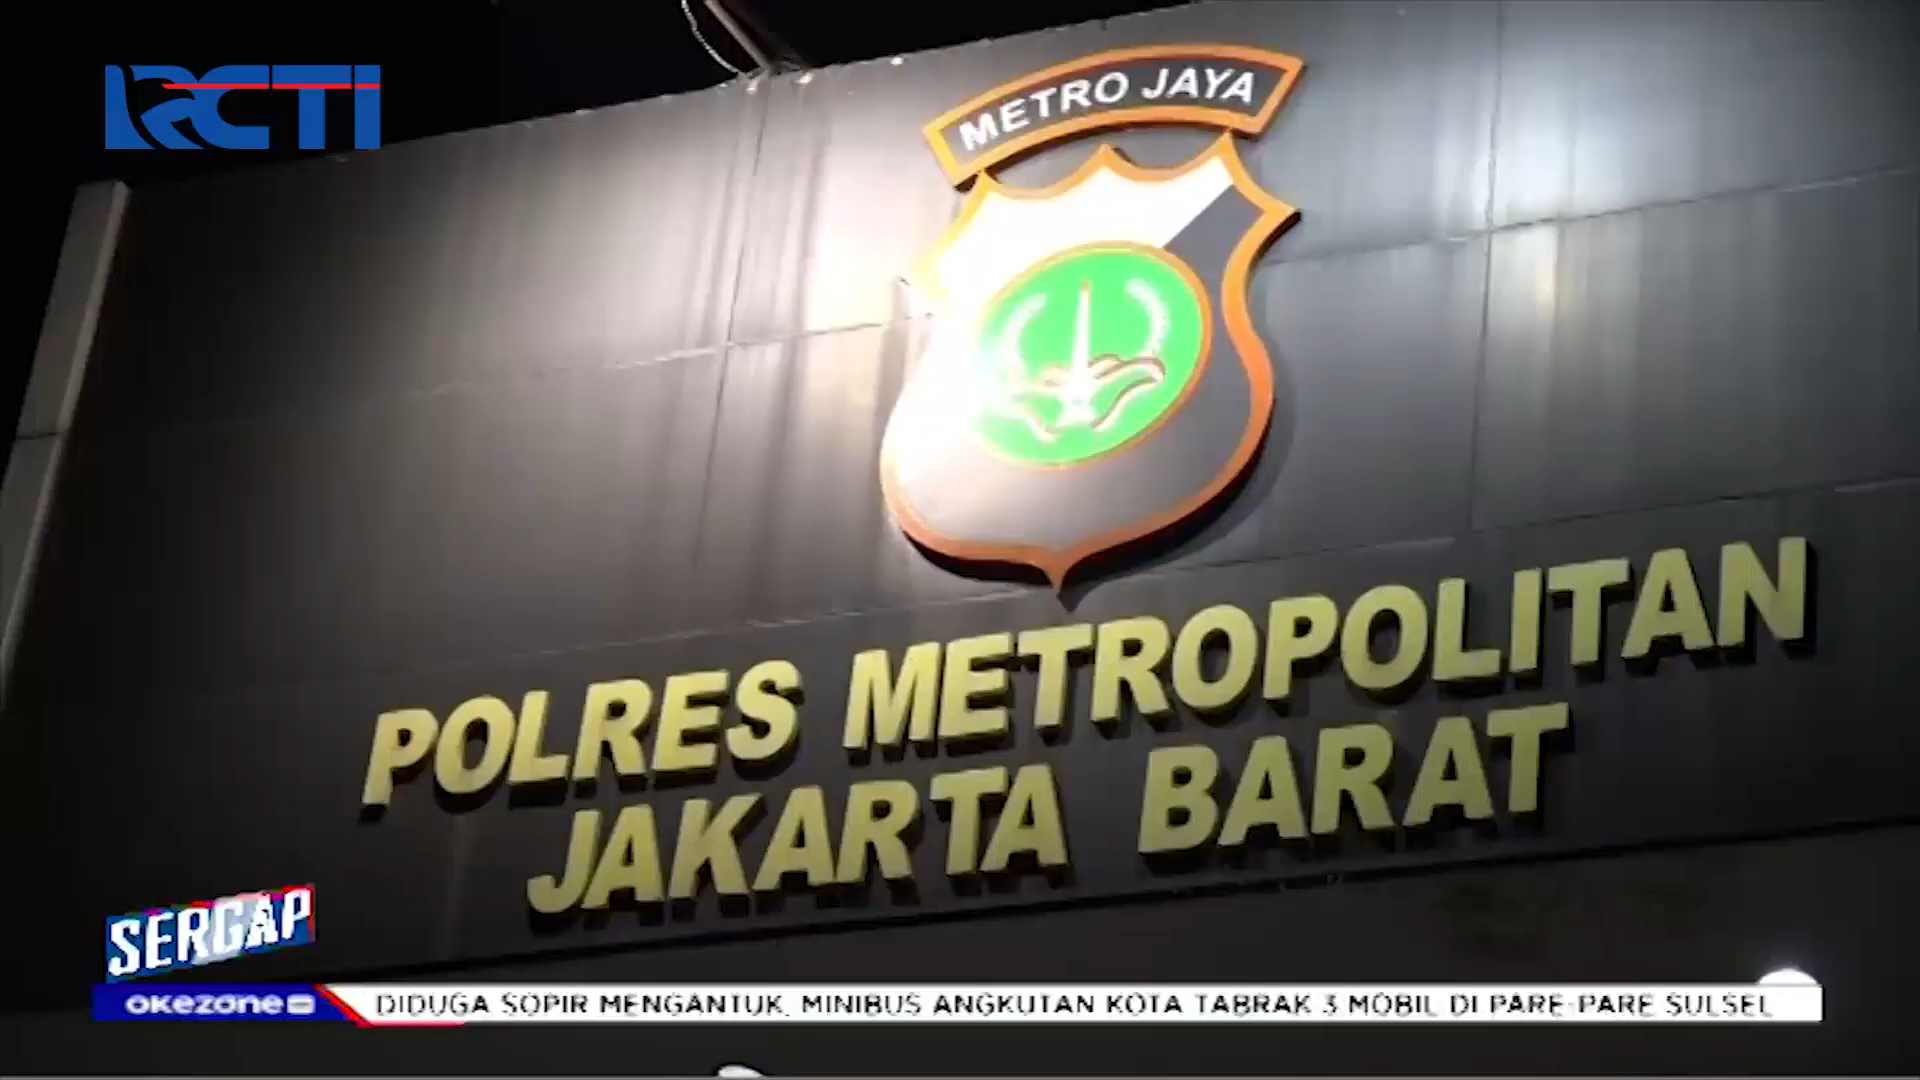 RCTI
METRO JAYA
POLRES METROPOLITAN
JAKARTA BARAT
SERGAP
okezone
DIDUGA SOPIR MENGANTUK, MINIBUS ANGKUTAN KOTA TABRAK 3 MOBIL DI PARE-PARE SULSEL